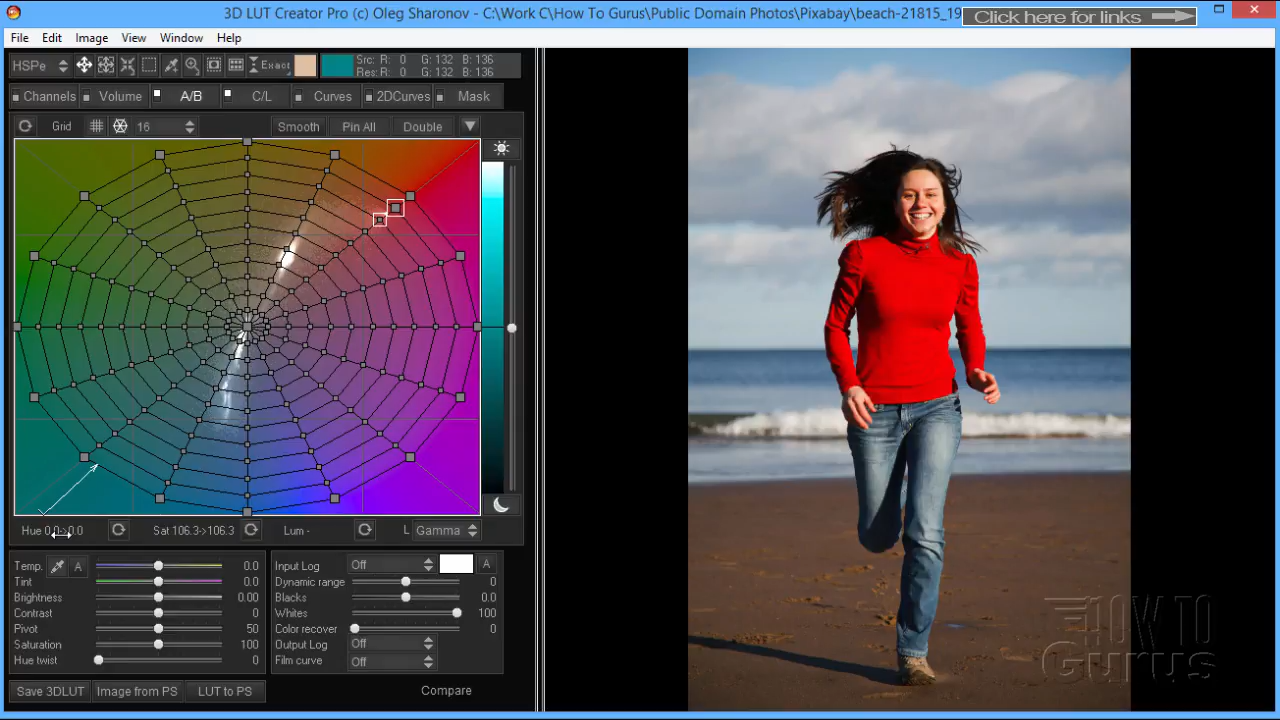 3D LUT Creator Pro (c) Oleg Sharonov - C:\Work C\How To Gurus\Public Domain Photos\Pixabay\beach-21815_19
Click here for links
File Edit Image View Window Help
HSPe Exact Src: R: 0 G: 132 B: 136
Res: R: 0 G: 132 B: 136
Channels Volume A/B C/L Curves 2DCurves Mask
Grid 16 Smooth Pin All Double
Hue 0.0->0.0 Sat 106.3->106.3 Lum - L Gamma
Temp. A 0.0 Input Log Off A
Tint 0.0 Dynamic range 0
Brightness 0.00 Blacks 0.0
Contrast 0 Whites 100
Pivot 50 Color recover 0
Saturation 100 Output Log Off
Hue twist 0 Film curve Off
Save 3DLUT Image from PS LUT to PS Compare
HOW TO
Gurus